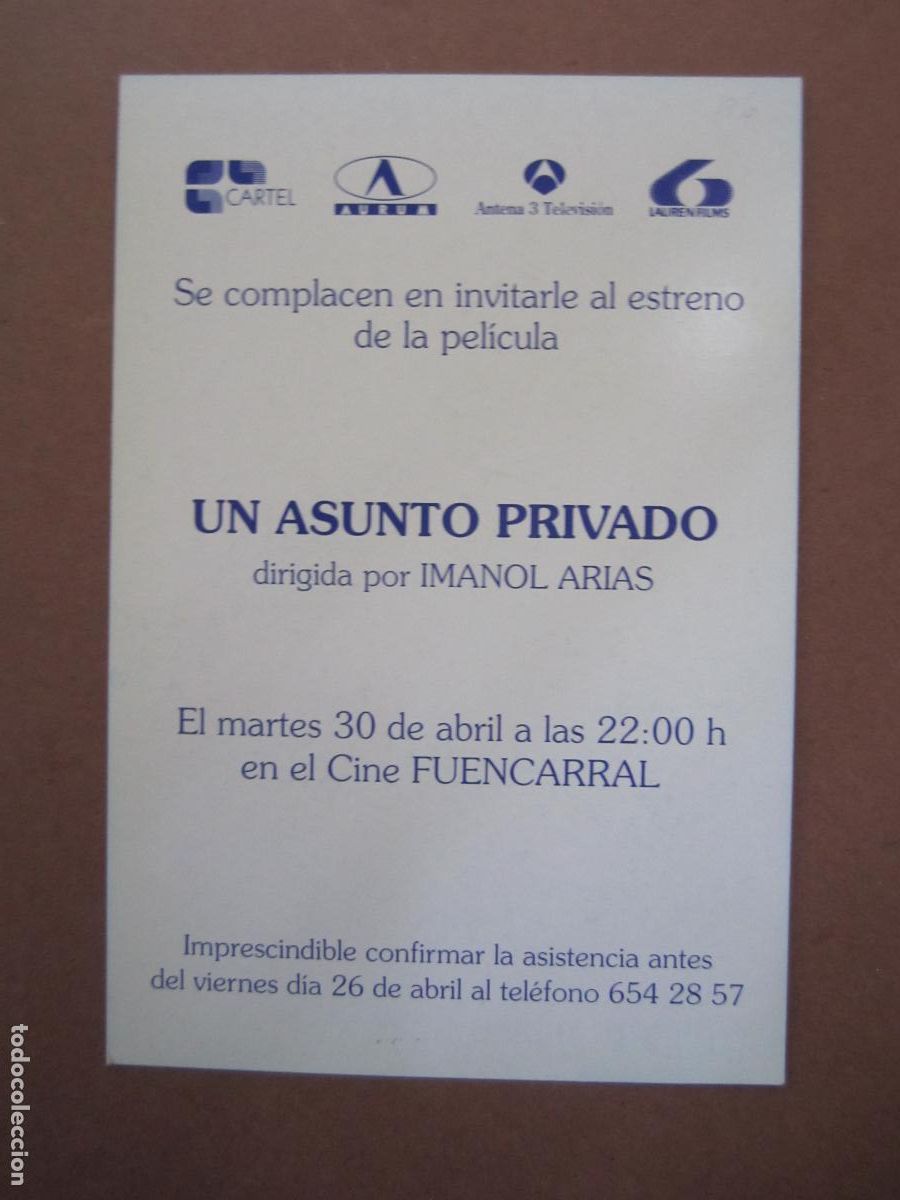 CARTEL
AURUM
Antena 3 Televisión
LAUREN FILMS
Se complacen en invitarle al estreno
de la película
UN ASUNTO PRIVADO
dirigida por IMANOL ARIAS
El martes 30 de abril a las 22:00 h
en el Cine FUENCARRAL
Imprescindible confirmar la asistencia antes
del viernes día 26 de abril al teléfono 654 28 57
todocoleccion